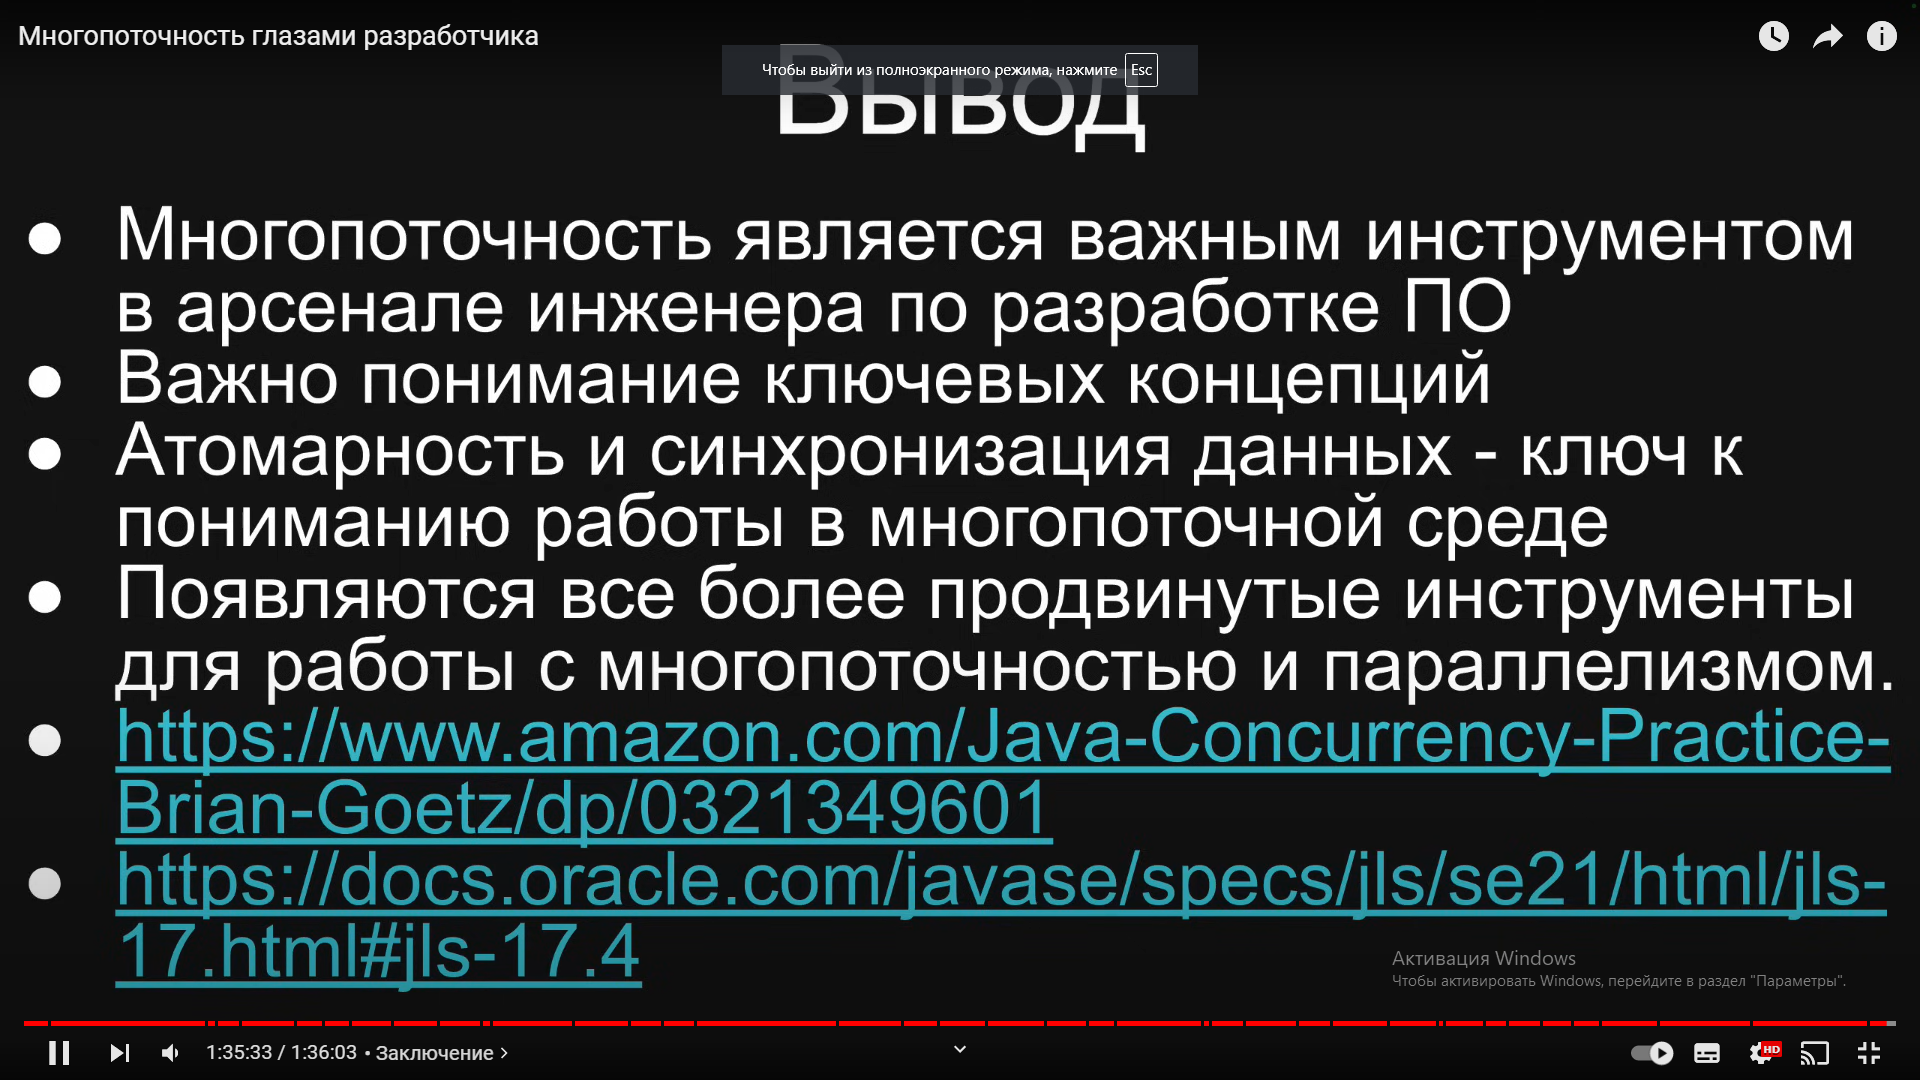 Многопоточность глазами разработчика
Чтобы выйти из полноэкранного режима, нажмите Esc
Вывод
Многопоточность является важным инструментом
в арсенале инженера по разработке ПО
Важно понимание ключевых концепций
Атомарность и синхронизация данных - ключ к
пониманию работы в многопоточной среде
Появляются все более продвинутые инструменты
для работы с многопоточностью и параллелизмом.
https://www.amazon.com/Java-Concurrency-Practice-
Brian-Goetz/dp/0321349601
https://docs.oracle.com/javase/specs/jls/se21/html/jls-
17.html#jls-17.4
Активация Windows
Чтобы активировать Windows, перейдите в раздел "Параметры".
1:35:33 / 1:36:03 • Заключение
HD